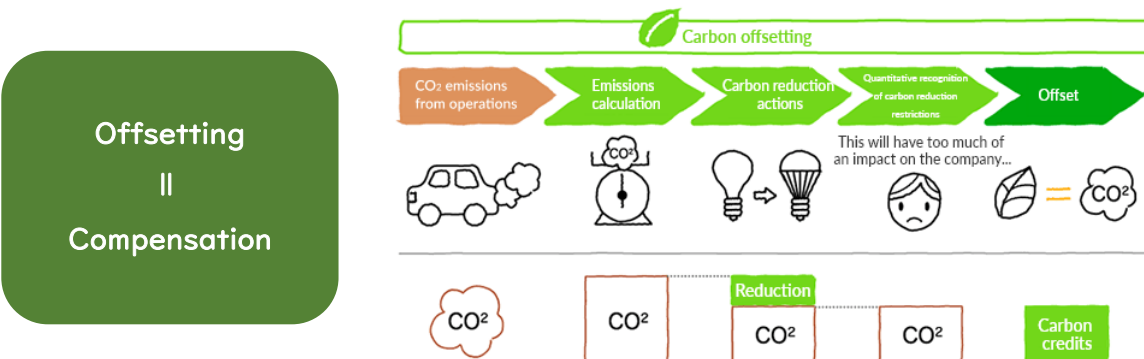 Offsetting
=
Compensation
Carbon offsetting
CO2 emissions
from operations
Emissions
calculation
Carbon reduction
actions
Quantitative recognition
of carbon reduction
restrictions
Offset
This will have too much of
an impact on the company...
CO²
= CO²
CO²
CO²
Reduction
CO²
CO²
Carbon
credits